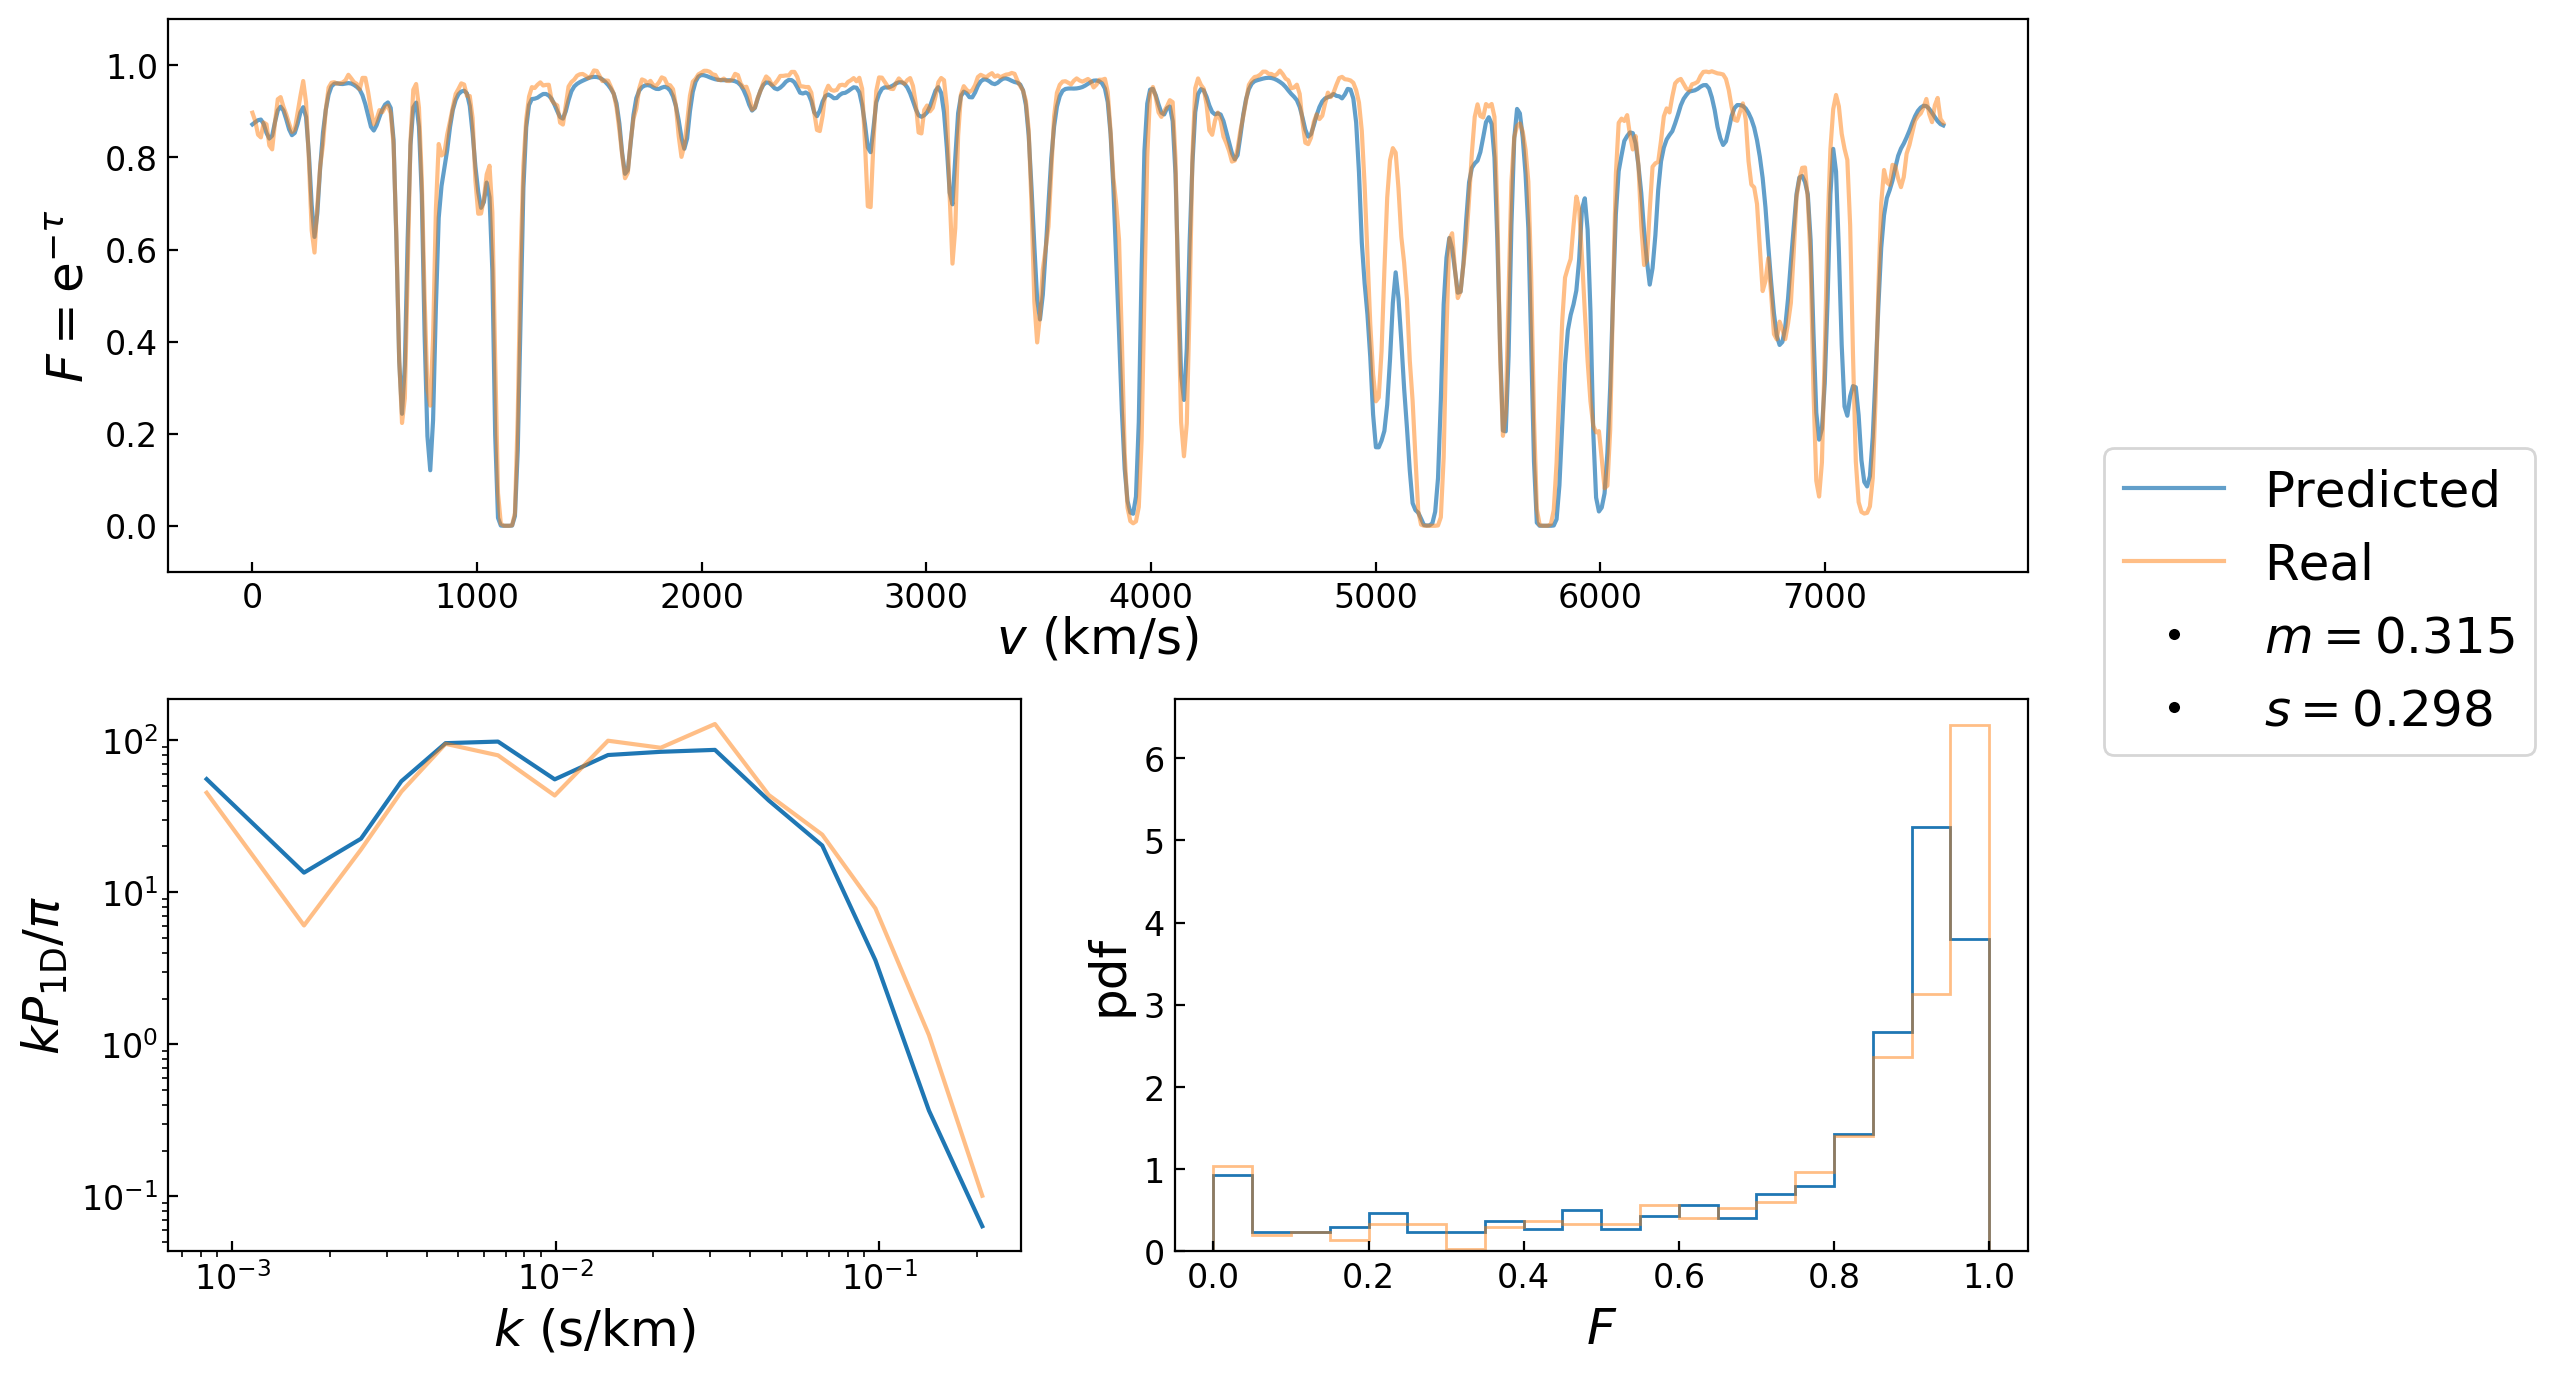 1.0
0.8
0.6
0.4
0.2
0.0
F = e^{-τ}
0 1000 2000 3000 4000 5000 6000 7000
v (km/s)
Predicted
Real
m = 0.315
s = 0.298
10^2
10^1
10^0
10^{-1}
kP_{1D}/π
10^{-3} 10^{-2} 10^{-1}
k (s/km)
6
5
4
3
2
1
0
pdf
0.0 0.2 0.4 0.6 0.8 1.0
F